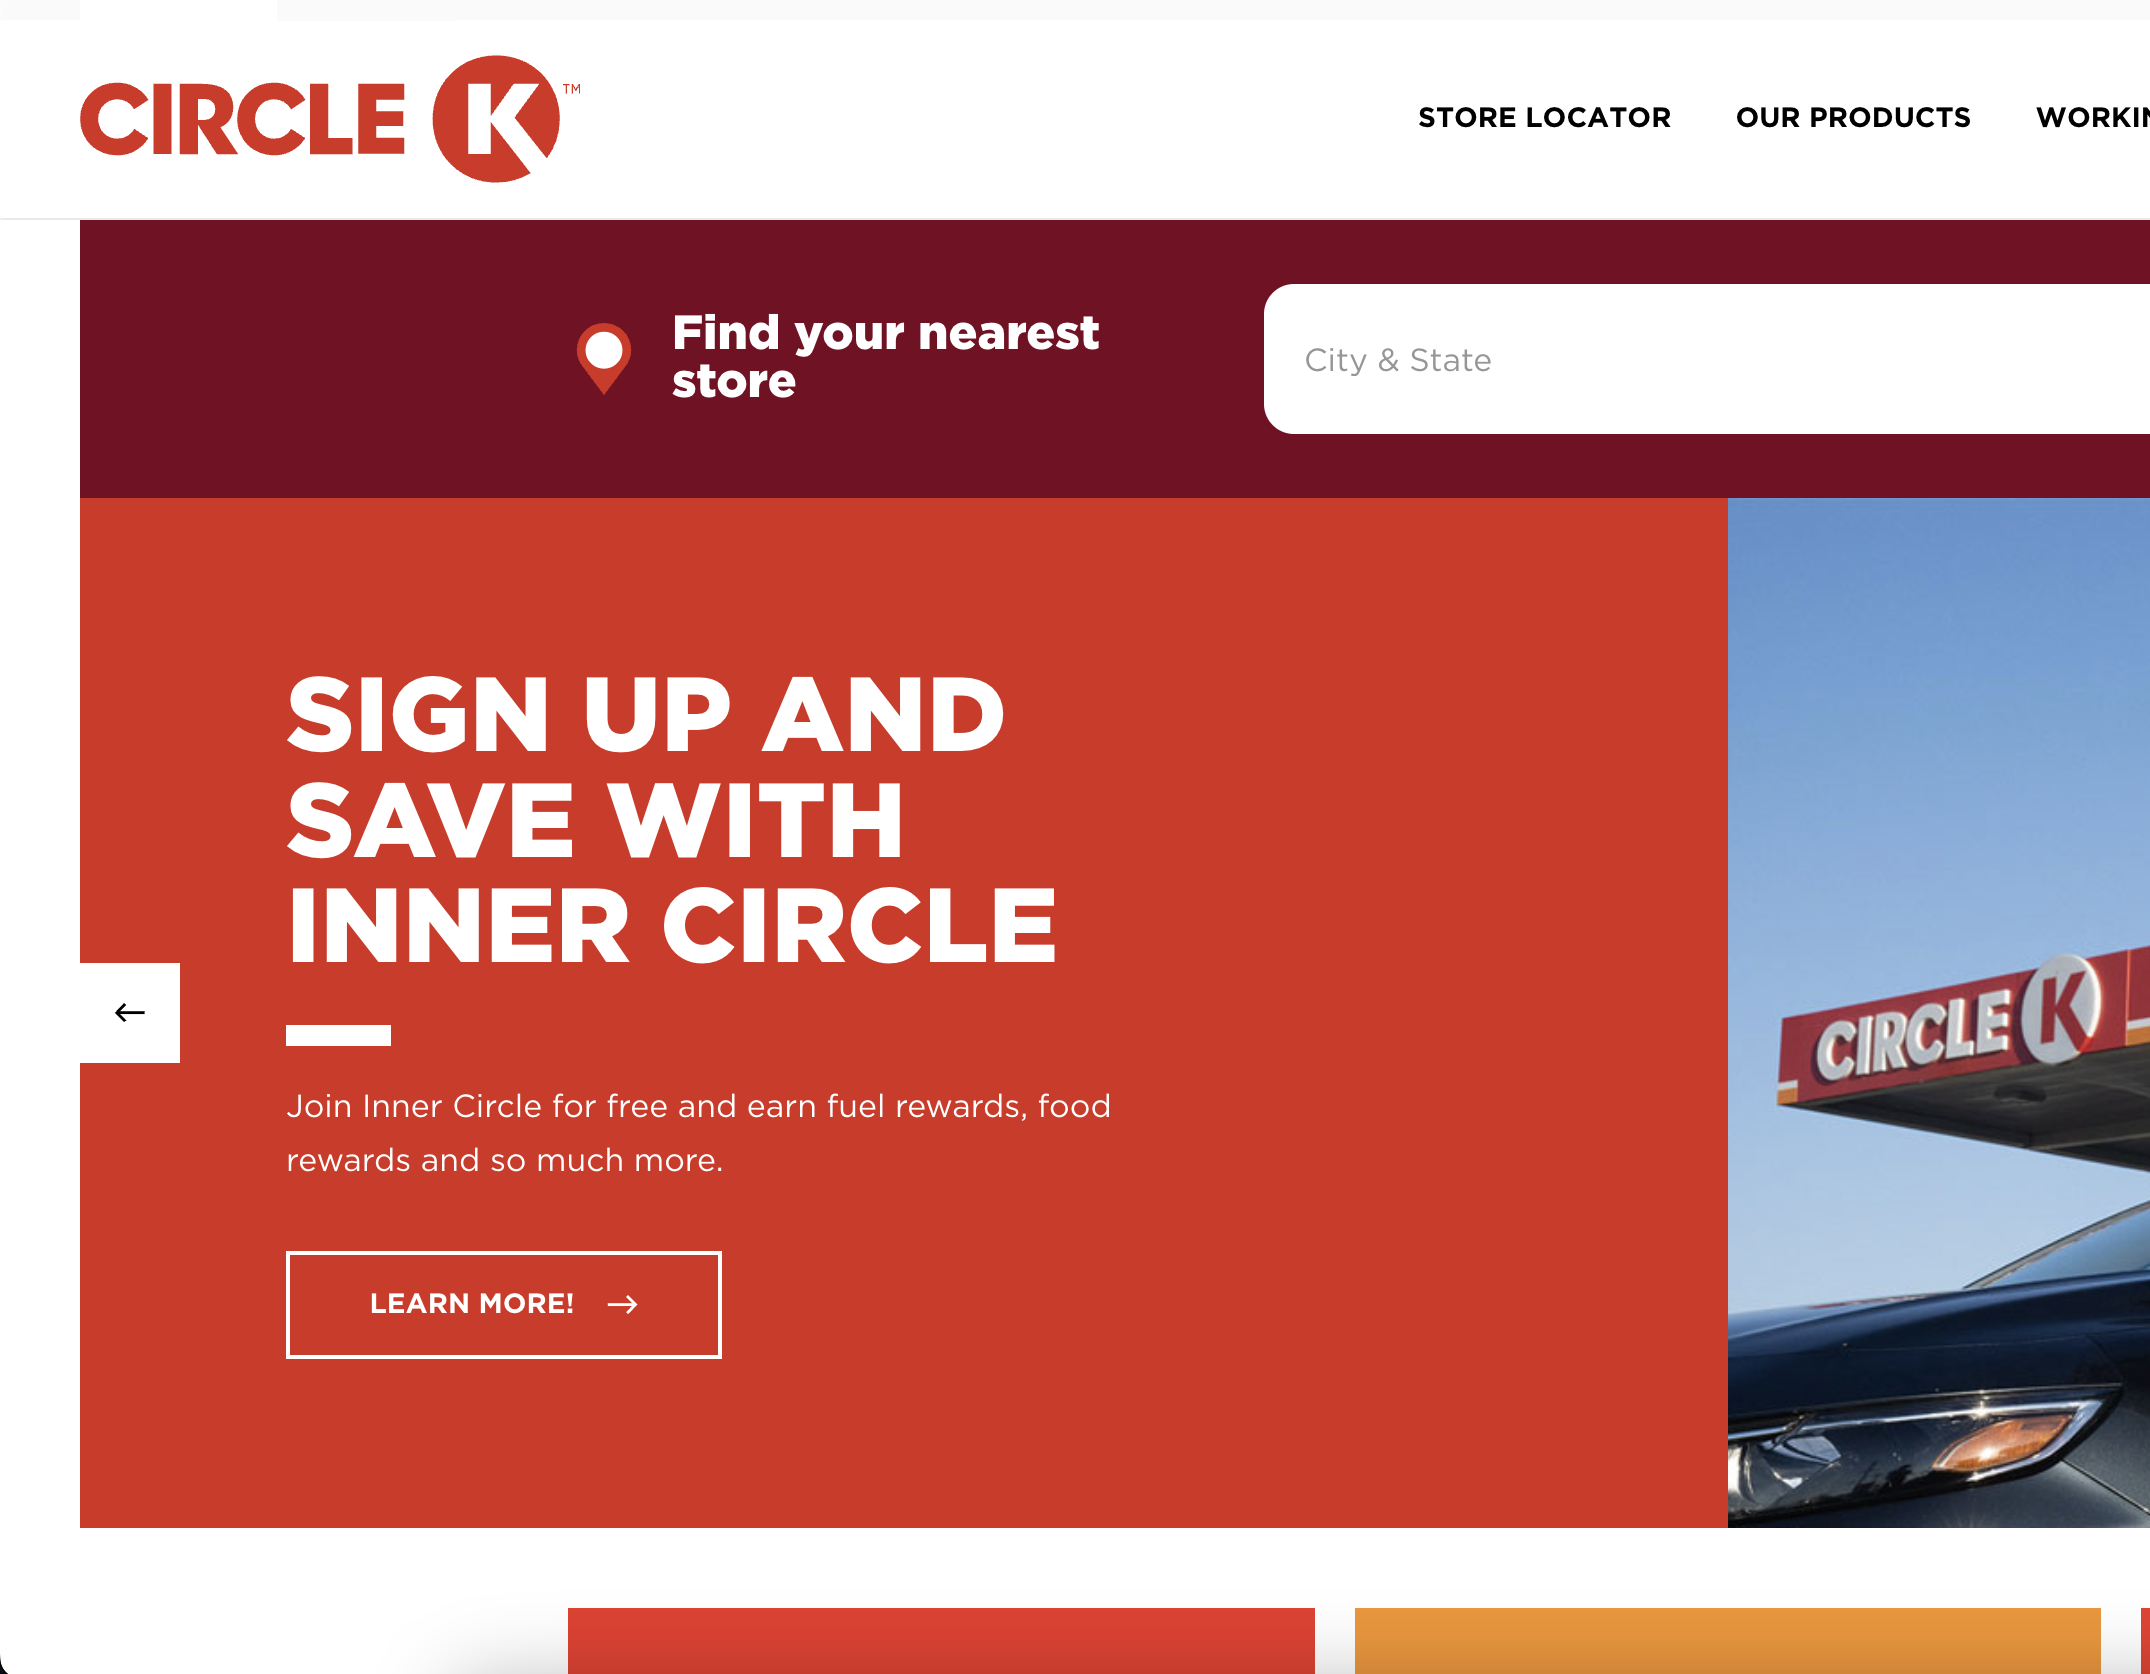 CIRCLE K™
STORE LOCATOR
OUR PRODUCTS
Find your nearest
store
City & State
SIGN UP AND
SAVE WITH
INNER CIRCLE
Join Inner Circle for free and earn fuel rewards, food
rewards and so much more.
LEARN MORE!
CIRCLE K